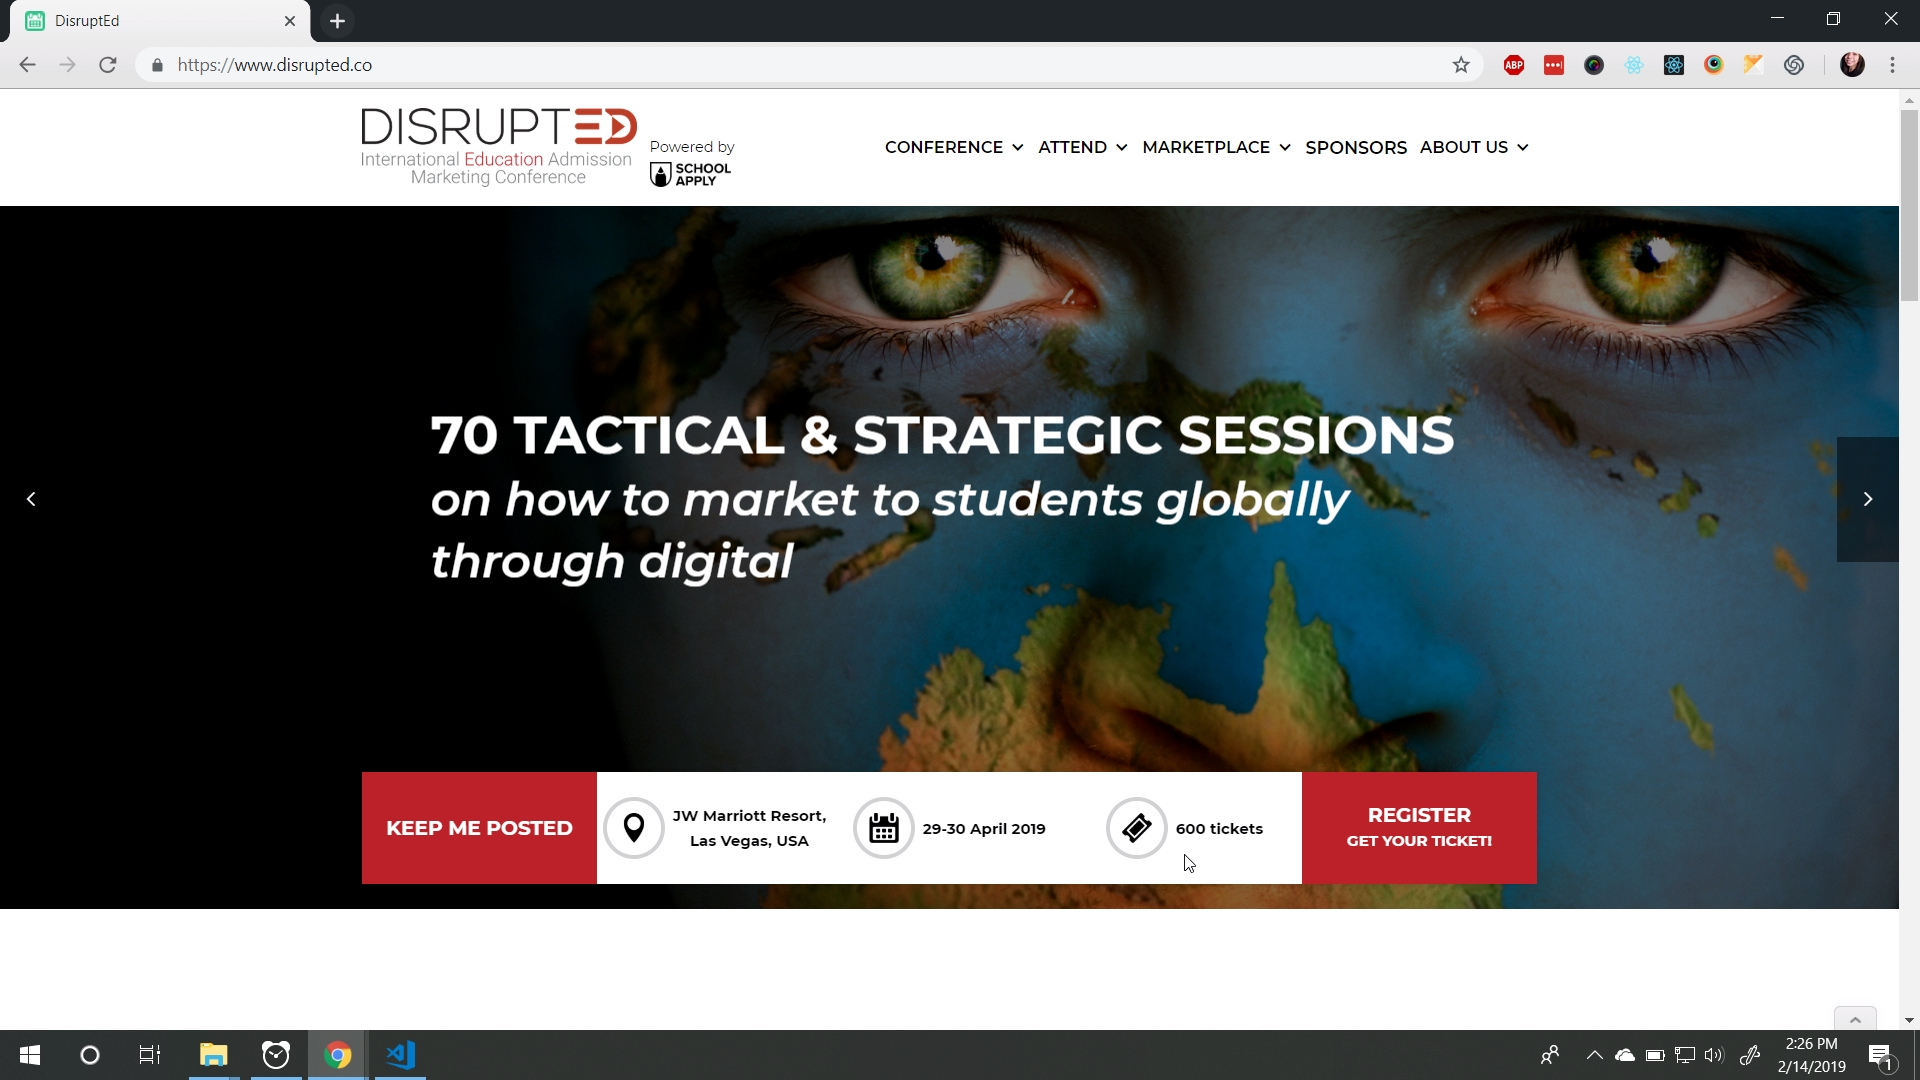 DisruptEd
https://www.disrupted.co
ABP
DISRUPTED
International Education Admission
Marketing Conference
Powered by
SCHOOL
APPLY
CONFERENCE
ATTEND
MARKETPLACE
SPONSORS
ABOUT US
70 TACTICAL & STRATEGIC SESSIONS
on how to market to students globally
through digital
KEEP ME POSTED
JW Marriott Resort,
Las Vegas, USA
29-30 April 2019
600 tickets
REGISTER
GET YOUR TICKET!
2:26 PM
2/14/2019
1